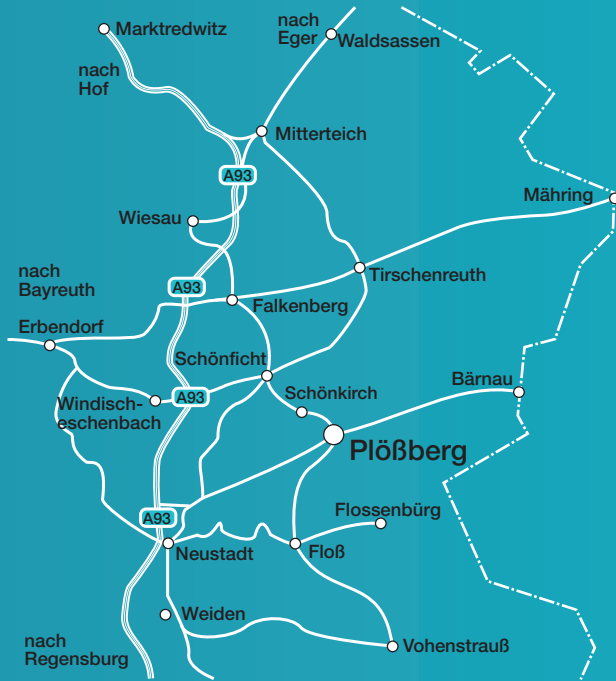 Marktredwitz
nach
Eger
Waldsassen
nach
Hof
Mitterteich
A93
Mähring
Wiesau
nach
Bayreuth
Tirschenreuth
A93
Falkenberg
Erbendorf
Schönficht
Bärnau
Schönkirch
A93
Windisch-
eschenbach
Plößberg
Flossenbürg
A93
Neustadt
Floß
Weiden
nach
Regensburg
Vohenstrauß